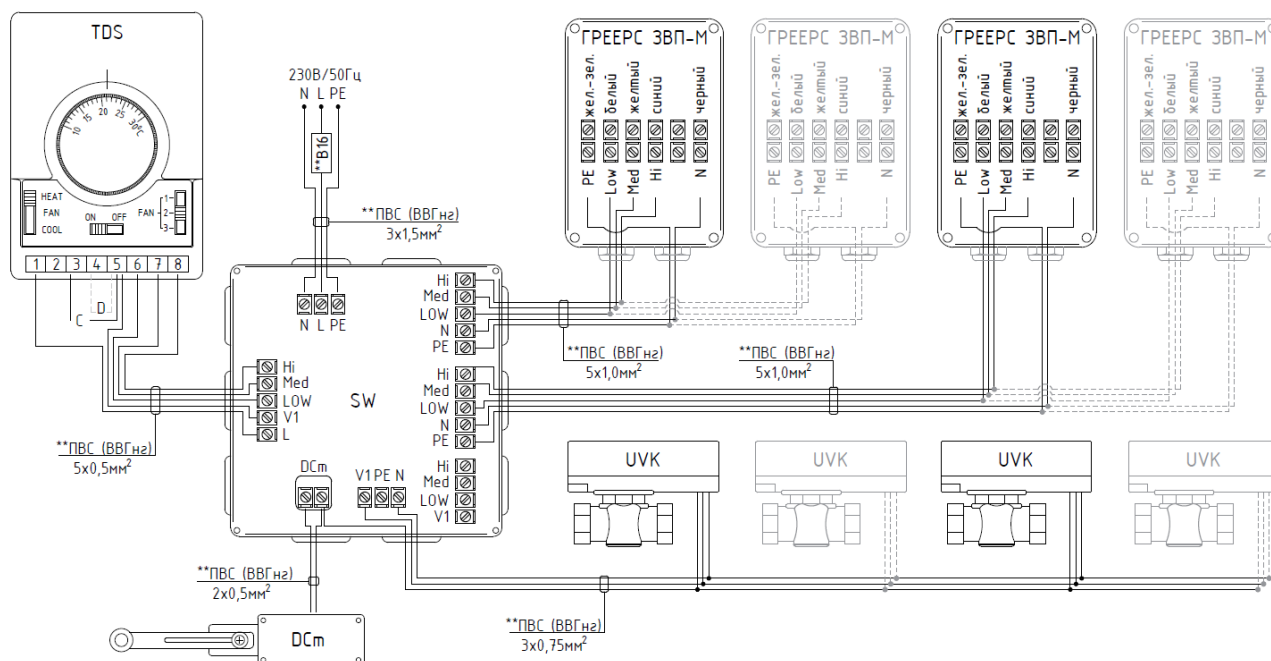 TDS
10 15 20 25 30°C
HEAT
FAN
COOL
ON OFF
FAN
1
2
3
1 2 3 4 5 6 7 8
C
D
230В/50Гц
N L PE
**В16
**ПВС (ВВГнг)
3x1,5мм²
N L PE
SW
Hi
Med
LOW
V1
L
**ПВС (ВВГнг)
5x0,5мм²
Hi
Med
LOW
N
PE
Hi
Med
LOW
N
PE
Hi
Med
LOW
V1
DCm
V1 PE N
**ПВС (ВВГнг)
2x0,5мм²
DCm
**ПВС (ВВГнг)
5x1,0мм²
**ПВС (ВВГнг)
5x1,0мм²
**ПВС (ВВГнг)
3x0,75мм²
ГРЕЕРС ЗВП-М
жел.-зел. белый желтый синий черный
PE Low Med Hi N
ГРЕЕРС ЗВП-М
жел.-зел. белый желтый синий черный
PE Low Med Hi N
ГРЕЕРС ЗВП-М
жел.-зел. белый желтый синий черный
PE Low Med Hi N
ГРЕЕРС ЗВП-М
жел.-зел. белый желтый синий черный
PE Low Med Hi N
UVK
UVK
UVK
UVK